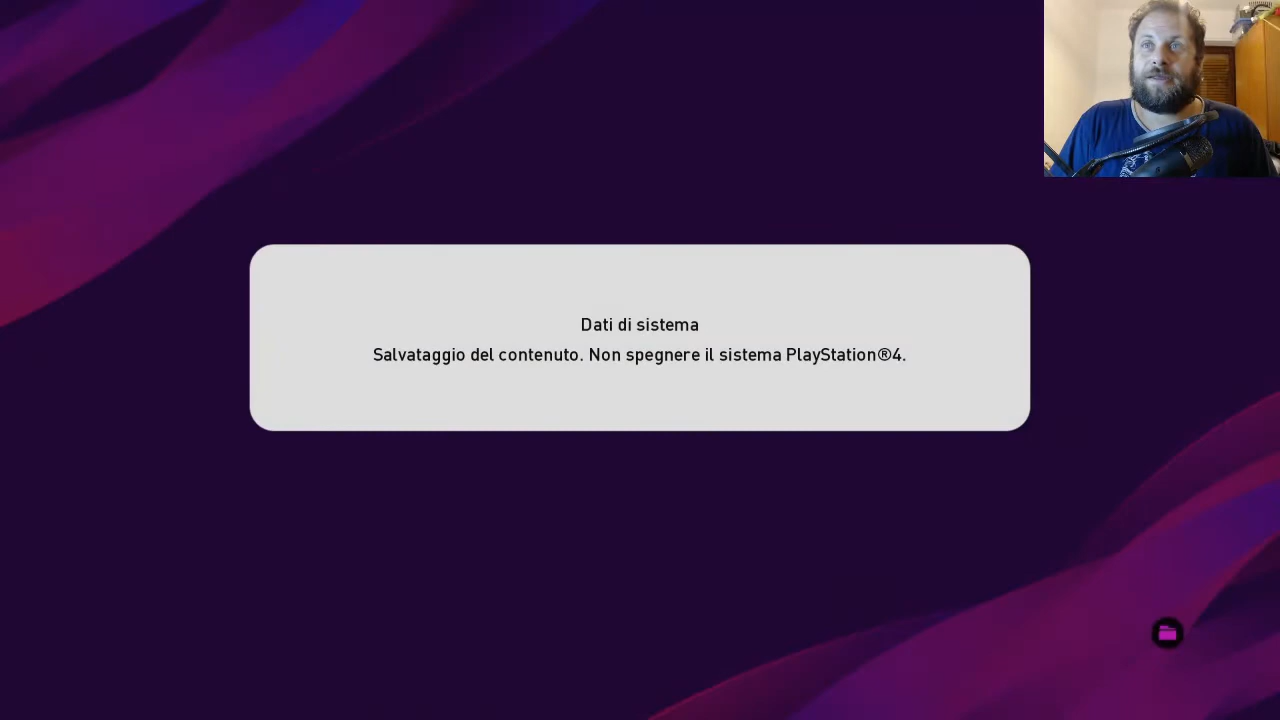 Dati di sistema
Salvataggio del contenuto. Non spegnere il sistema PlayStation®4.